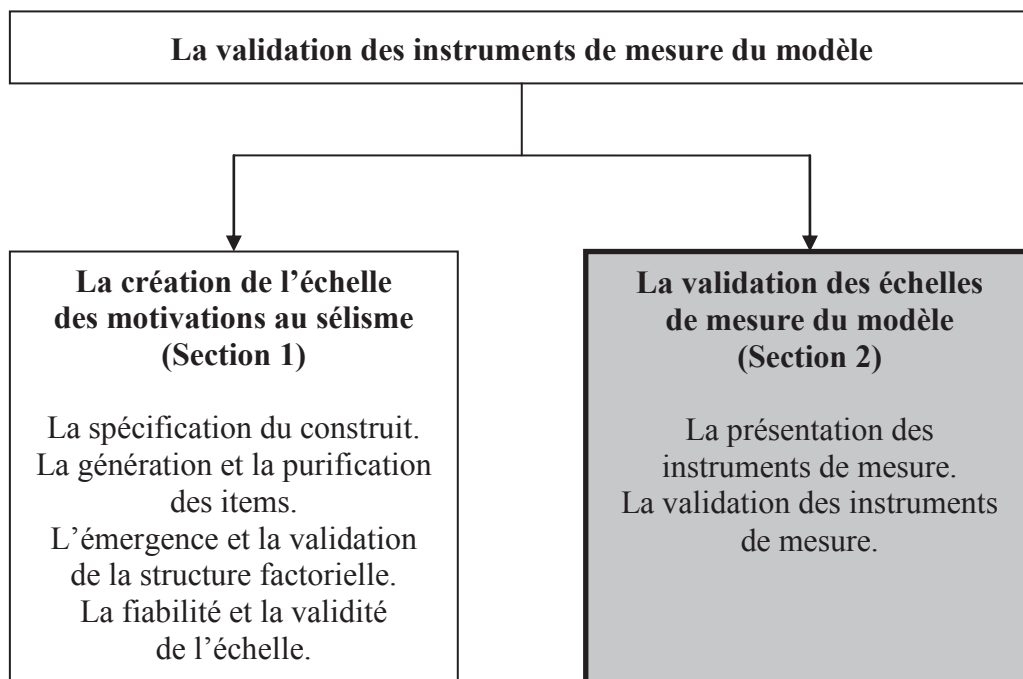 La validation des instruments de mesure du modèle
La création de l’échelle
des motivations au sélisme
(Section 1)
La spécification du construit.
La génération et la purification
des items.
L’émergence et la validation
de la structure factorielle.
La fiabilité et la validité
de l’échelle.
La validation des échelles
de mesure du modèle
(Section 2)
La présentation des
instruments de mesure.
La validation des instruments
de mesure.